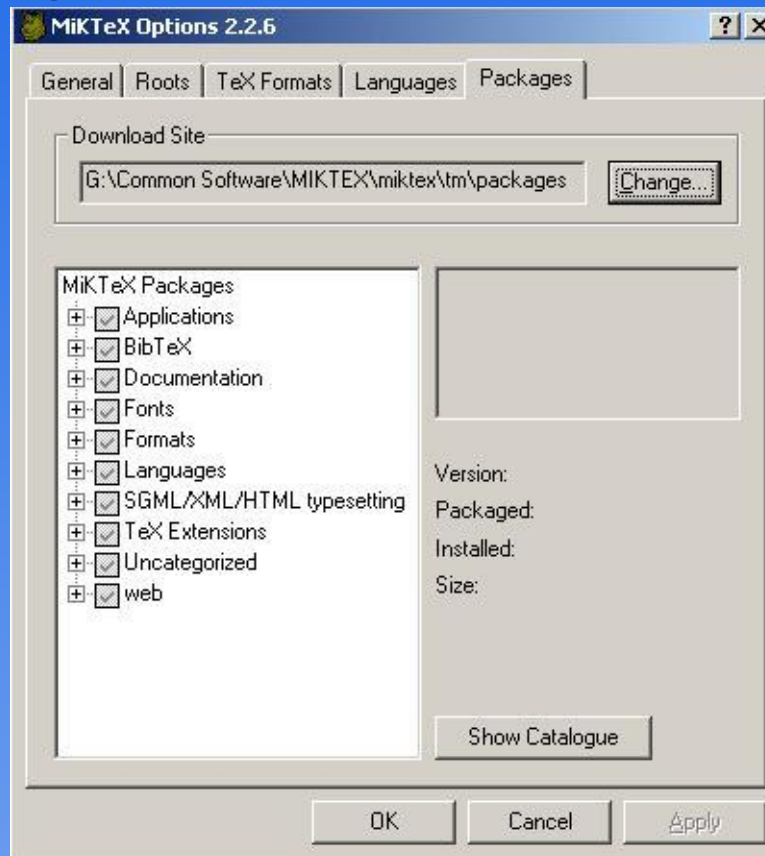 MiKTeX Options 2.2.6
General Roots TeX Formats Languages Packages
Download Site
G:\Common Software\MIKTEX\miktex\tm\packages Change...
MiKTeX Packages
Applications
BibTeX
Documentation
Fonts
Formats
Languages
SGML/XML/HTML typesetting
TeX Extensions
Uncategorized
web
Version:
Packaged:
Installed:
Size:
Show Catalogue
OK Cancel Apply